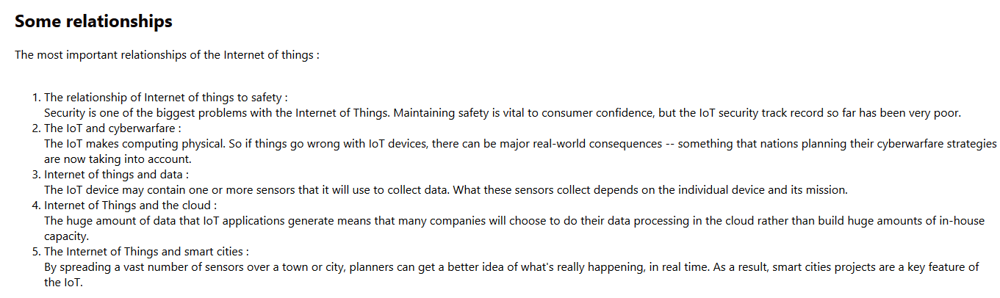 Some relationships
The most important relationships of the Internet of things :
1. The relationship of Internet of things to safety :
Security is one of the biggest problems with the Internet of Things. Maintaining safety is vital to consumer confidence, but the IoT security track record so far has been very poor.
2. The IoT and cyberwarfare :
The IoT makes computing physical. So if things go wrong with IoT devices, there can be major real-world consequences -- something that nations planning their cyberwarfare strategies
are now taking into account.
3. Internet of things and data :
The IoT device may contain one or more sensors that it will use to collect data. What these sensors collect depends on the individual device and its mission.
4. Internet of Things and the cloud :
The huge amount of data that IoT applications generate means that many companies will choose to do their data processing in the cloud rather than build huge amounts of in-house
capacity.
5. The Internet of Things and smart cities :
By spreading a vast number of sensors over a town or city, planners can get a better idea of what's really happening, in real time. As a result, smart cities projects are a key feature of
the IoT.